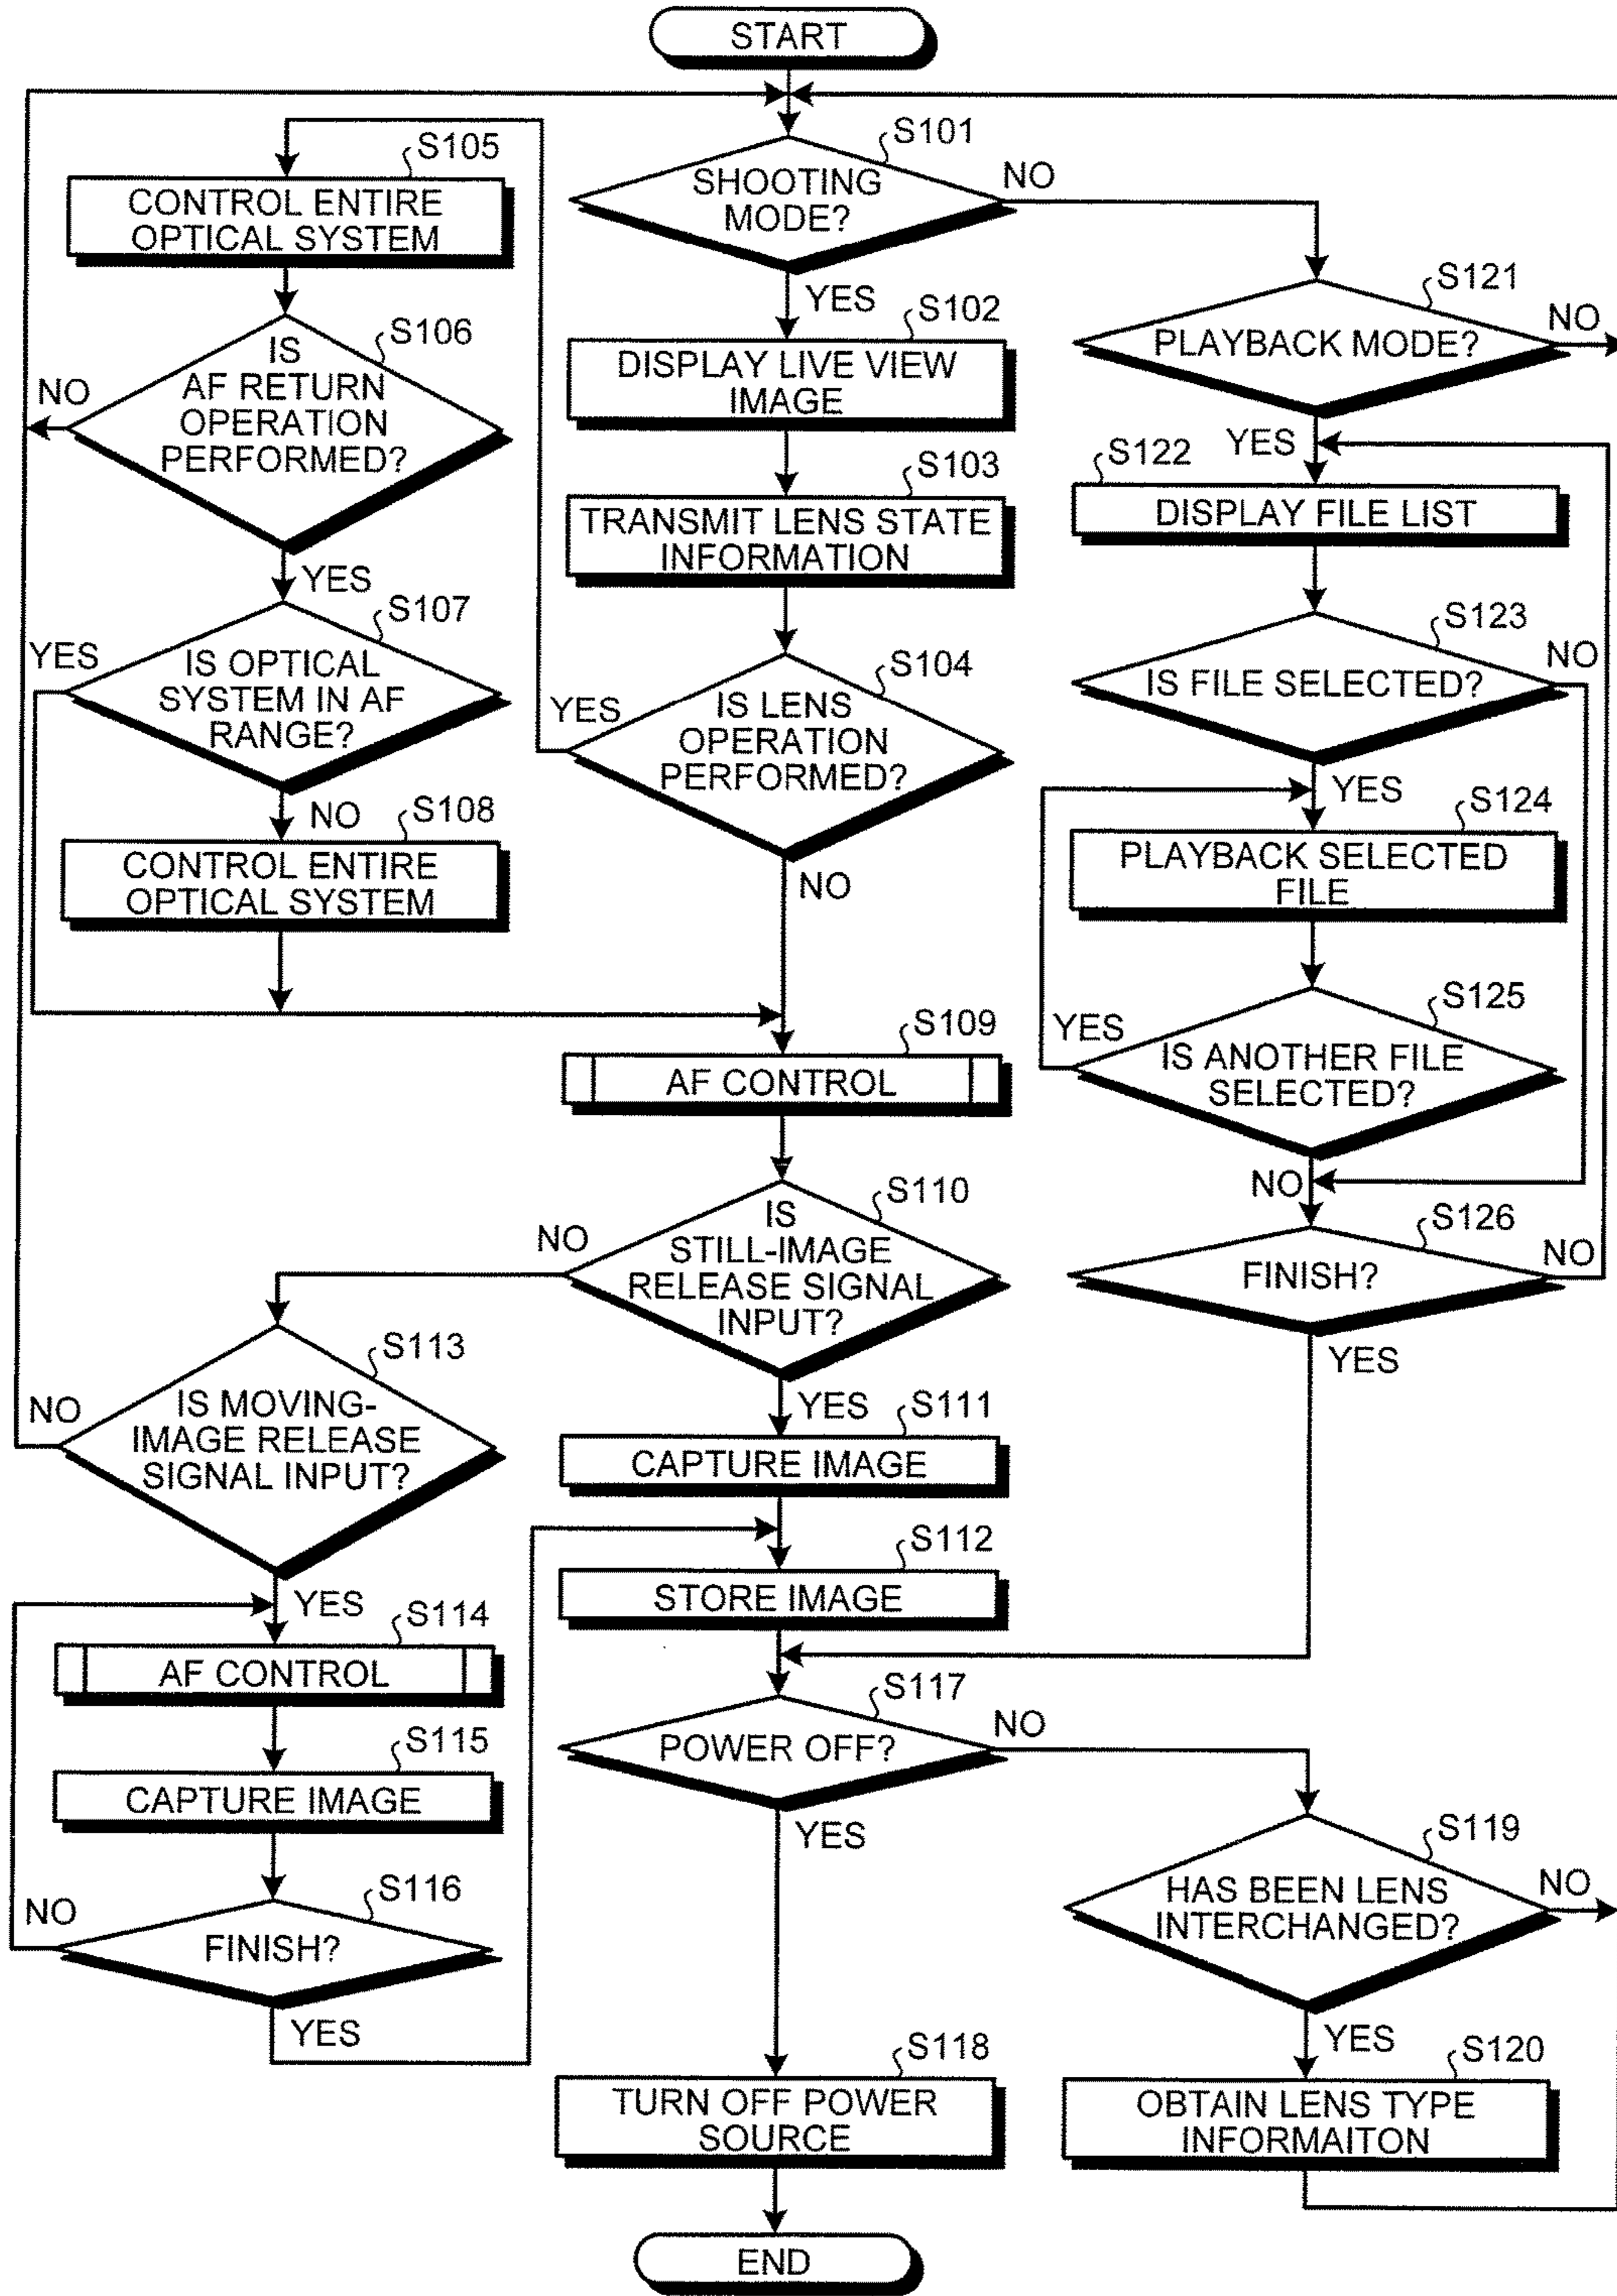 START
S101
SHOOTING
MODE?
NO
YES
S102
DISPLAY LIVE VIEW
IMAGE
S103
TRANSMIT LENS STATE
INFORMATION
S104
IS LENS
OPERATION
PERFORMED?
YES
NO
S105
CONTROL ENTIRE
OPTICAL SYSTEM
S106
IS
AF RETURN
OPERATION
PERFORMED?
NO
YES
S107
IS OPTICAL
SYSTEM IN AF
RANGE?
YES
NO
S108
CONTROL ENTIRE
OPTICAL SYSTEM
S109
AF CONTROL
S110
IS
STILL-IMAGE
RELEASE SIGNAL
INPUT?
NO
YES
S111
CAPTURE IMAGE
S112
STORE IMAGE
S113
IS MOVING-
IMAGE RELEASE
SIGNAL INPUT?
NO
YES
S114
AF CONTROL
S115
CAPTURE IMAGE
S116
FINISH?
NO
YES
S117
POWER OFF?
NO
YES
S118
TURN OFF POWER
SOURCE
END
S119
HAS BEEN LENS
INTERCHANGED?
NO
YES
S120
OBTAIN LENS TYPE
INFORMAITON
S121
PLAYBACK MODE?
NO
YES
S122
DISPLAY FILE LIST
S123
IS FILE SELECTED?
NO
YES
S124
PLAYBACK SELECTED
FILE
S125
IS ANOTHER FILE
SELECTED?
YES
NO
S126
FINISH?
NO
YES